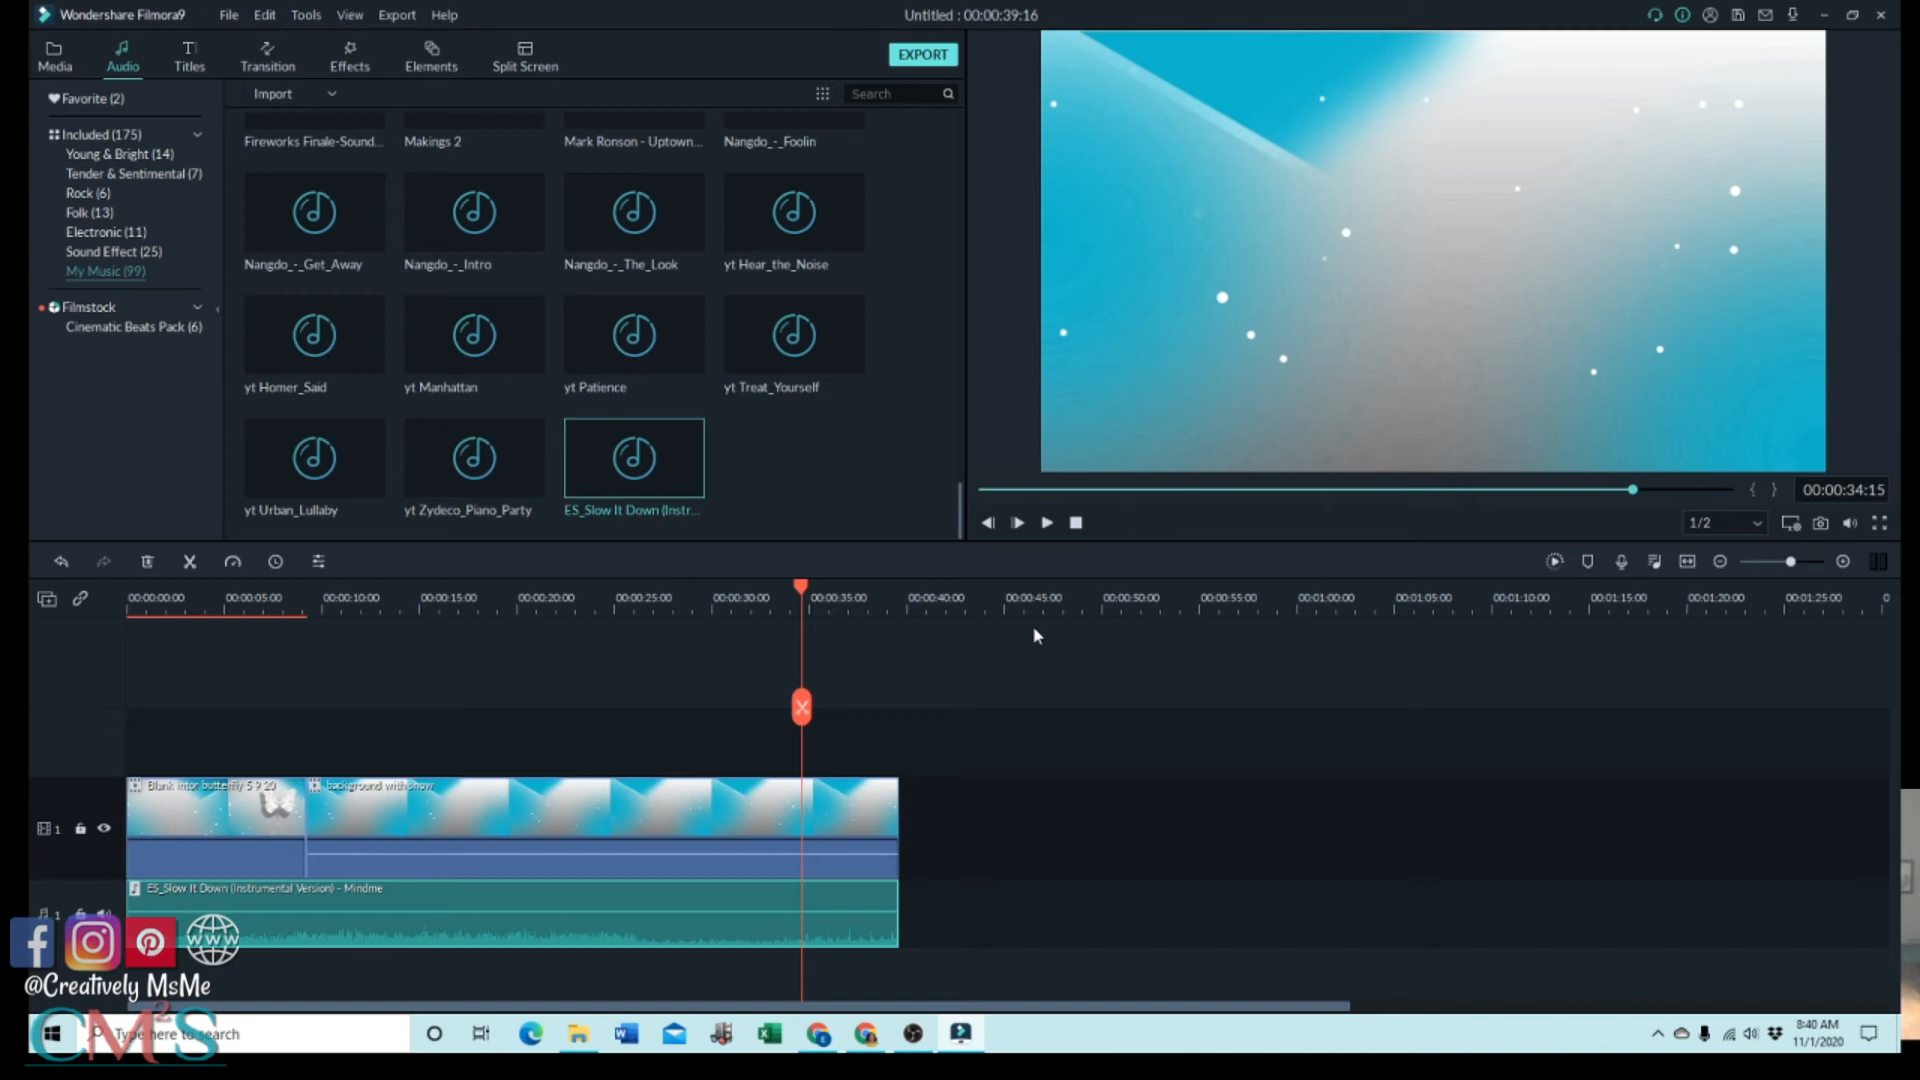 Wondershare Filmora9 File Edit Tools View Export Help Untitled : 00:00:39:16
Media Audio Titles Transition Effects Elements Split Screen EXPORT
Favorite (2)
Import Search
Included (175)
Young & Bright (14)
Tender & Sentimental (7)
Rock (6)
Folk (13)
Electronic (11)
Sound Effect (25)
My Music (99)
Filmstock
Cinematic Beats Pack (6)
Fireworks Finale-Sound... Makings 2 Mark Ronson - Uptown... Nangdo_-_Foolin
Nangdo_-_Get_Away Nangdo_-_Intro Nangdo_-_The_Look yt Hear_the_Noise
yt Homer_Said yt Manhattan yt Patience yt Treat_Yourself
yt Urban_Lullaby yt Zydeco_Piano_Party ES_Slow It Down (Instr...
{ } 00:00:34:15
1/2
00:00:00:00 00:00:05:00 00:00:10:00 00:00:15:00 00:00:20:00 00:00:25:00 00:00:30:00 00:00:35:00 00:00:40:00 00:00:45:00 00:00:50:00 00:00:55:00 00:01:00:00 00:01:05:00 00:01:10:00 00:01:15:00 00:01:20:00 00:01:25:00 0
Blank intor butterfly 5 9 20 background with snow
1
ES_Slow It Down (Instrumental Version) - Mindme
1
www
@Creatively MsMe
CM²S
Type here to search
8:40 AM
11/1/2020